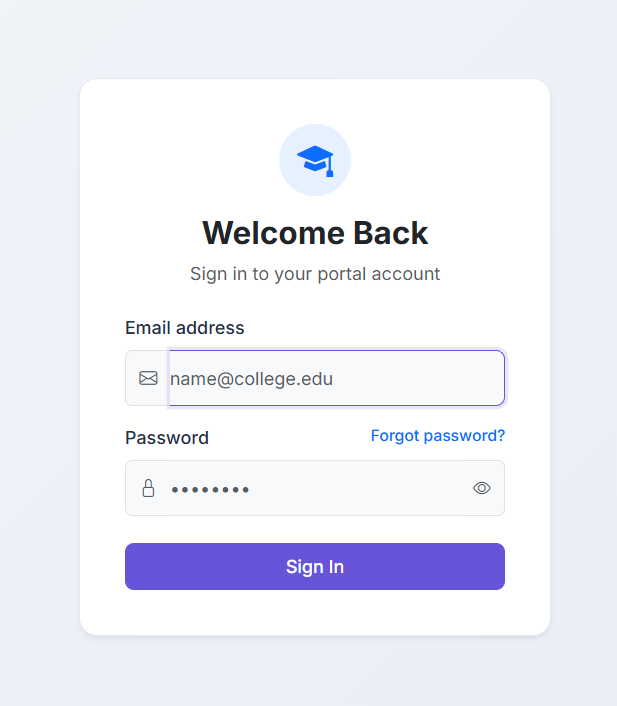 Welcome Back
Sign in to your portal account
Email address
name@college.edu
Password
Forgot password?
••••••••
Sign In